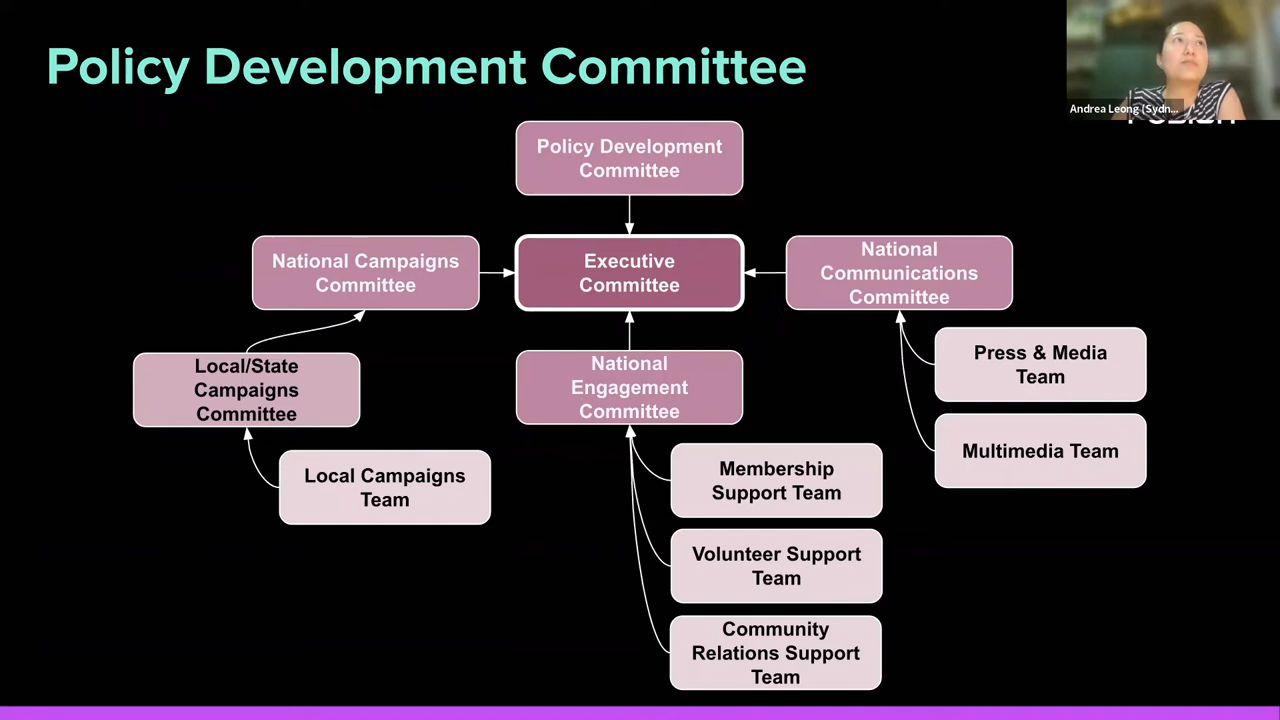 Policy Development Committee
Andrea Leong (Sydn...
Policy Development
Committee
National Campaigns
Committee
Executive
Committee
National
Communications
Committee
Local/State
Campaigns
Committee
National
Engagement
Committee
Press & Media
Team
Multimedia Team
Local Campaigns
Team
Membership
Support Team
Volunteer Support
Team
Community
Relations Support
Team